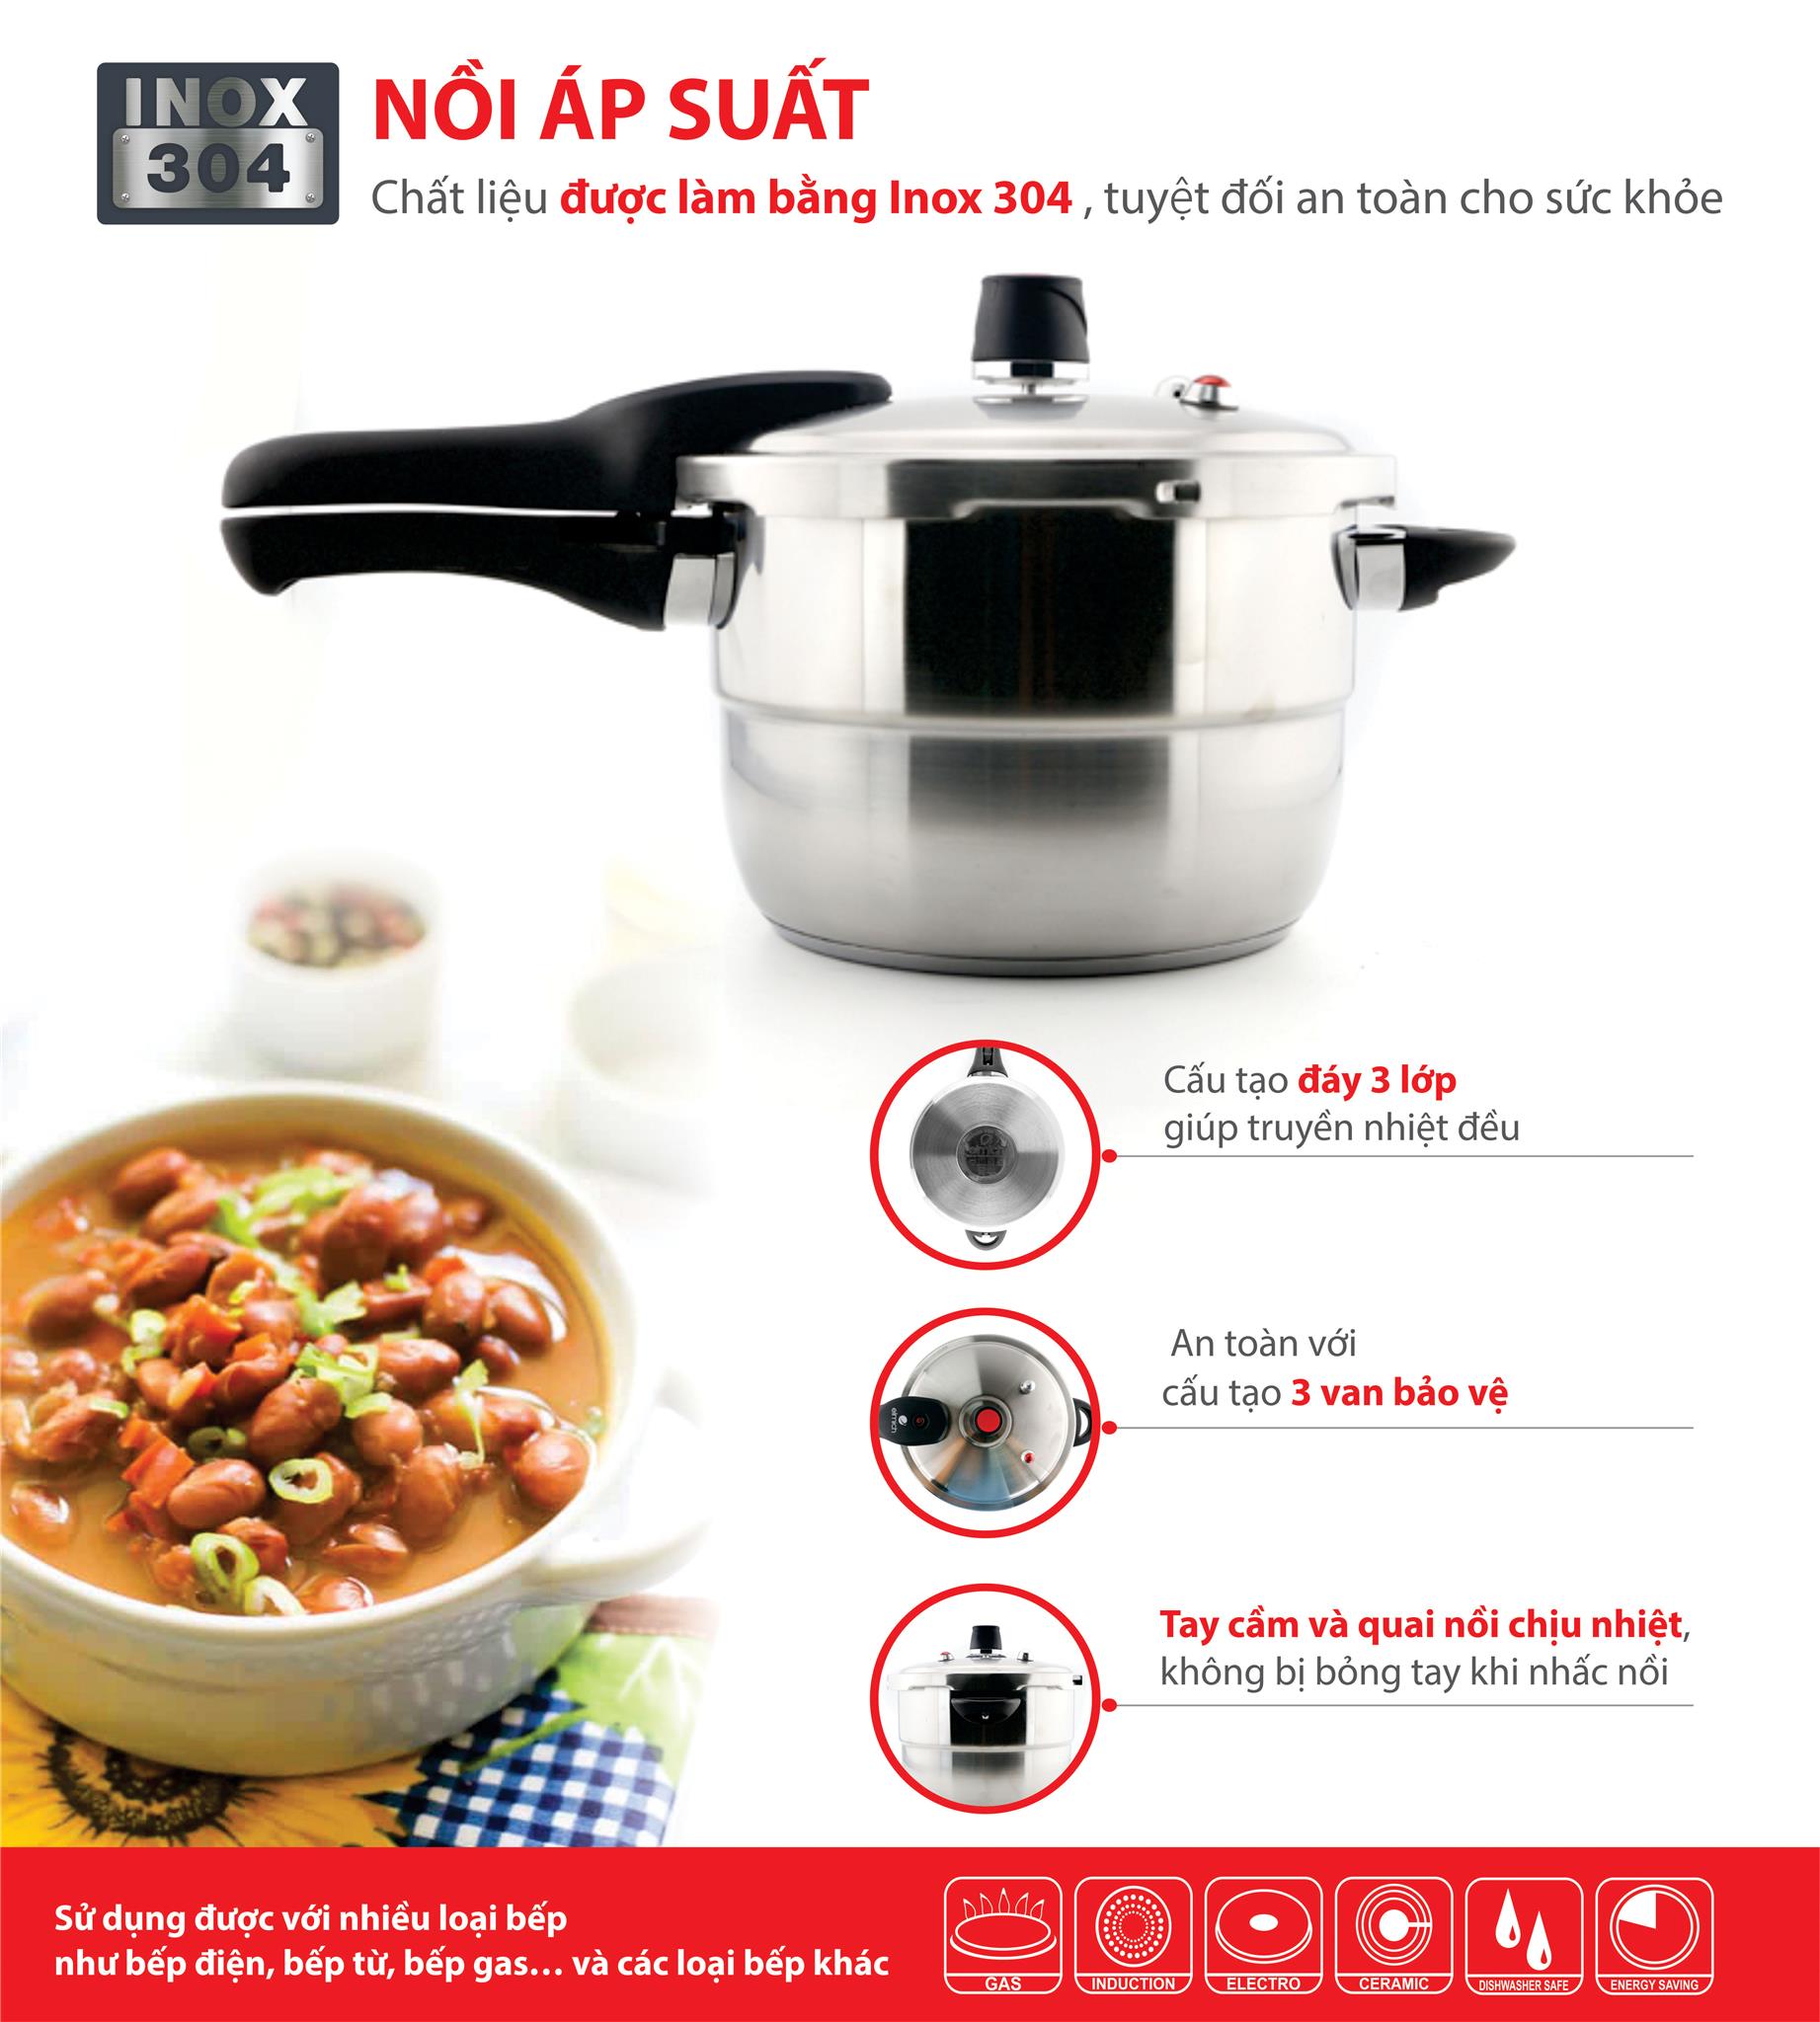 INOX
304
NỒI ÁP SUẤT
Chất liệu được làm bằng Inox 304 , tuyệt đối an toàn cho sức khỏe
Cấu tạo đáy 3 lớp
giúp truyền nhiệt đều
An toàn với
cấu tạo 3 van bảo vệ
elmich
Tay cầm và quai nồi chịu nhiệt,
không bị bỏng tay khi nhấc nồi
Sử dụng được với nhiều loại bếp
như bếp điện, bếp từ, bếp gas... và các loại bếp khác
GAS
INDUCTION
ELECTRO
CERAMIC
DISHWASHER SAFE
ENERGY SAVING